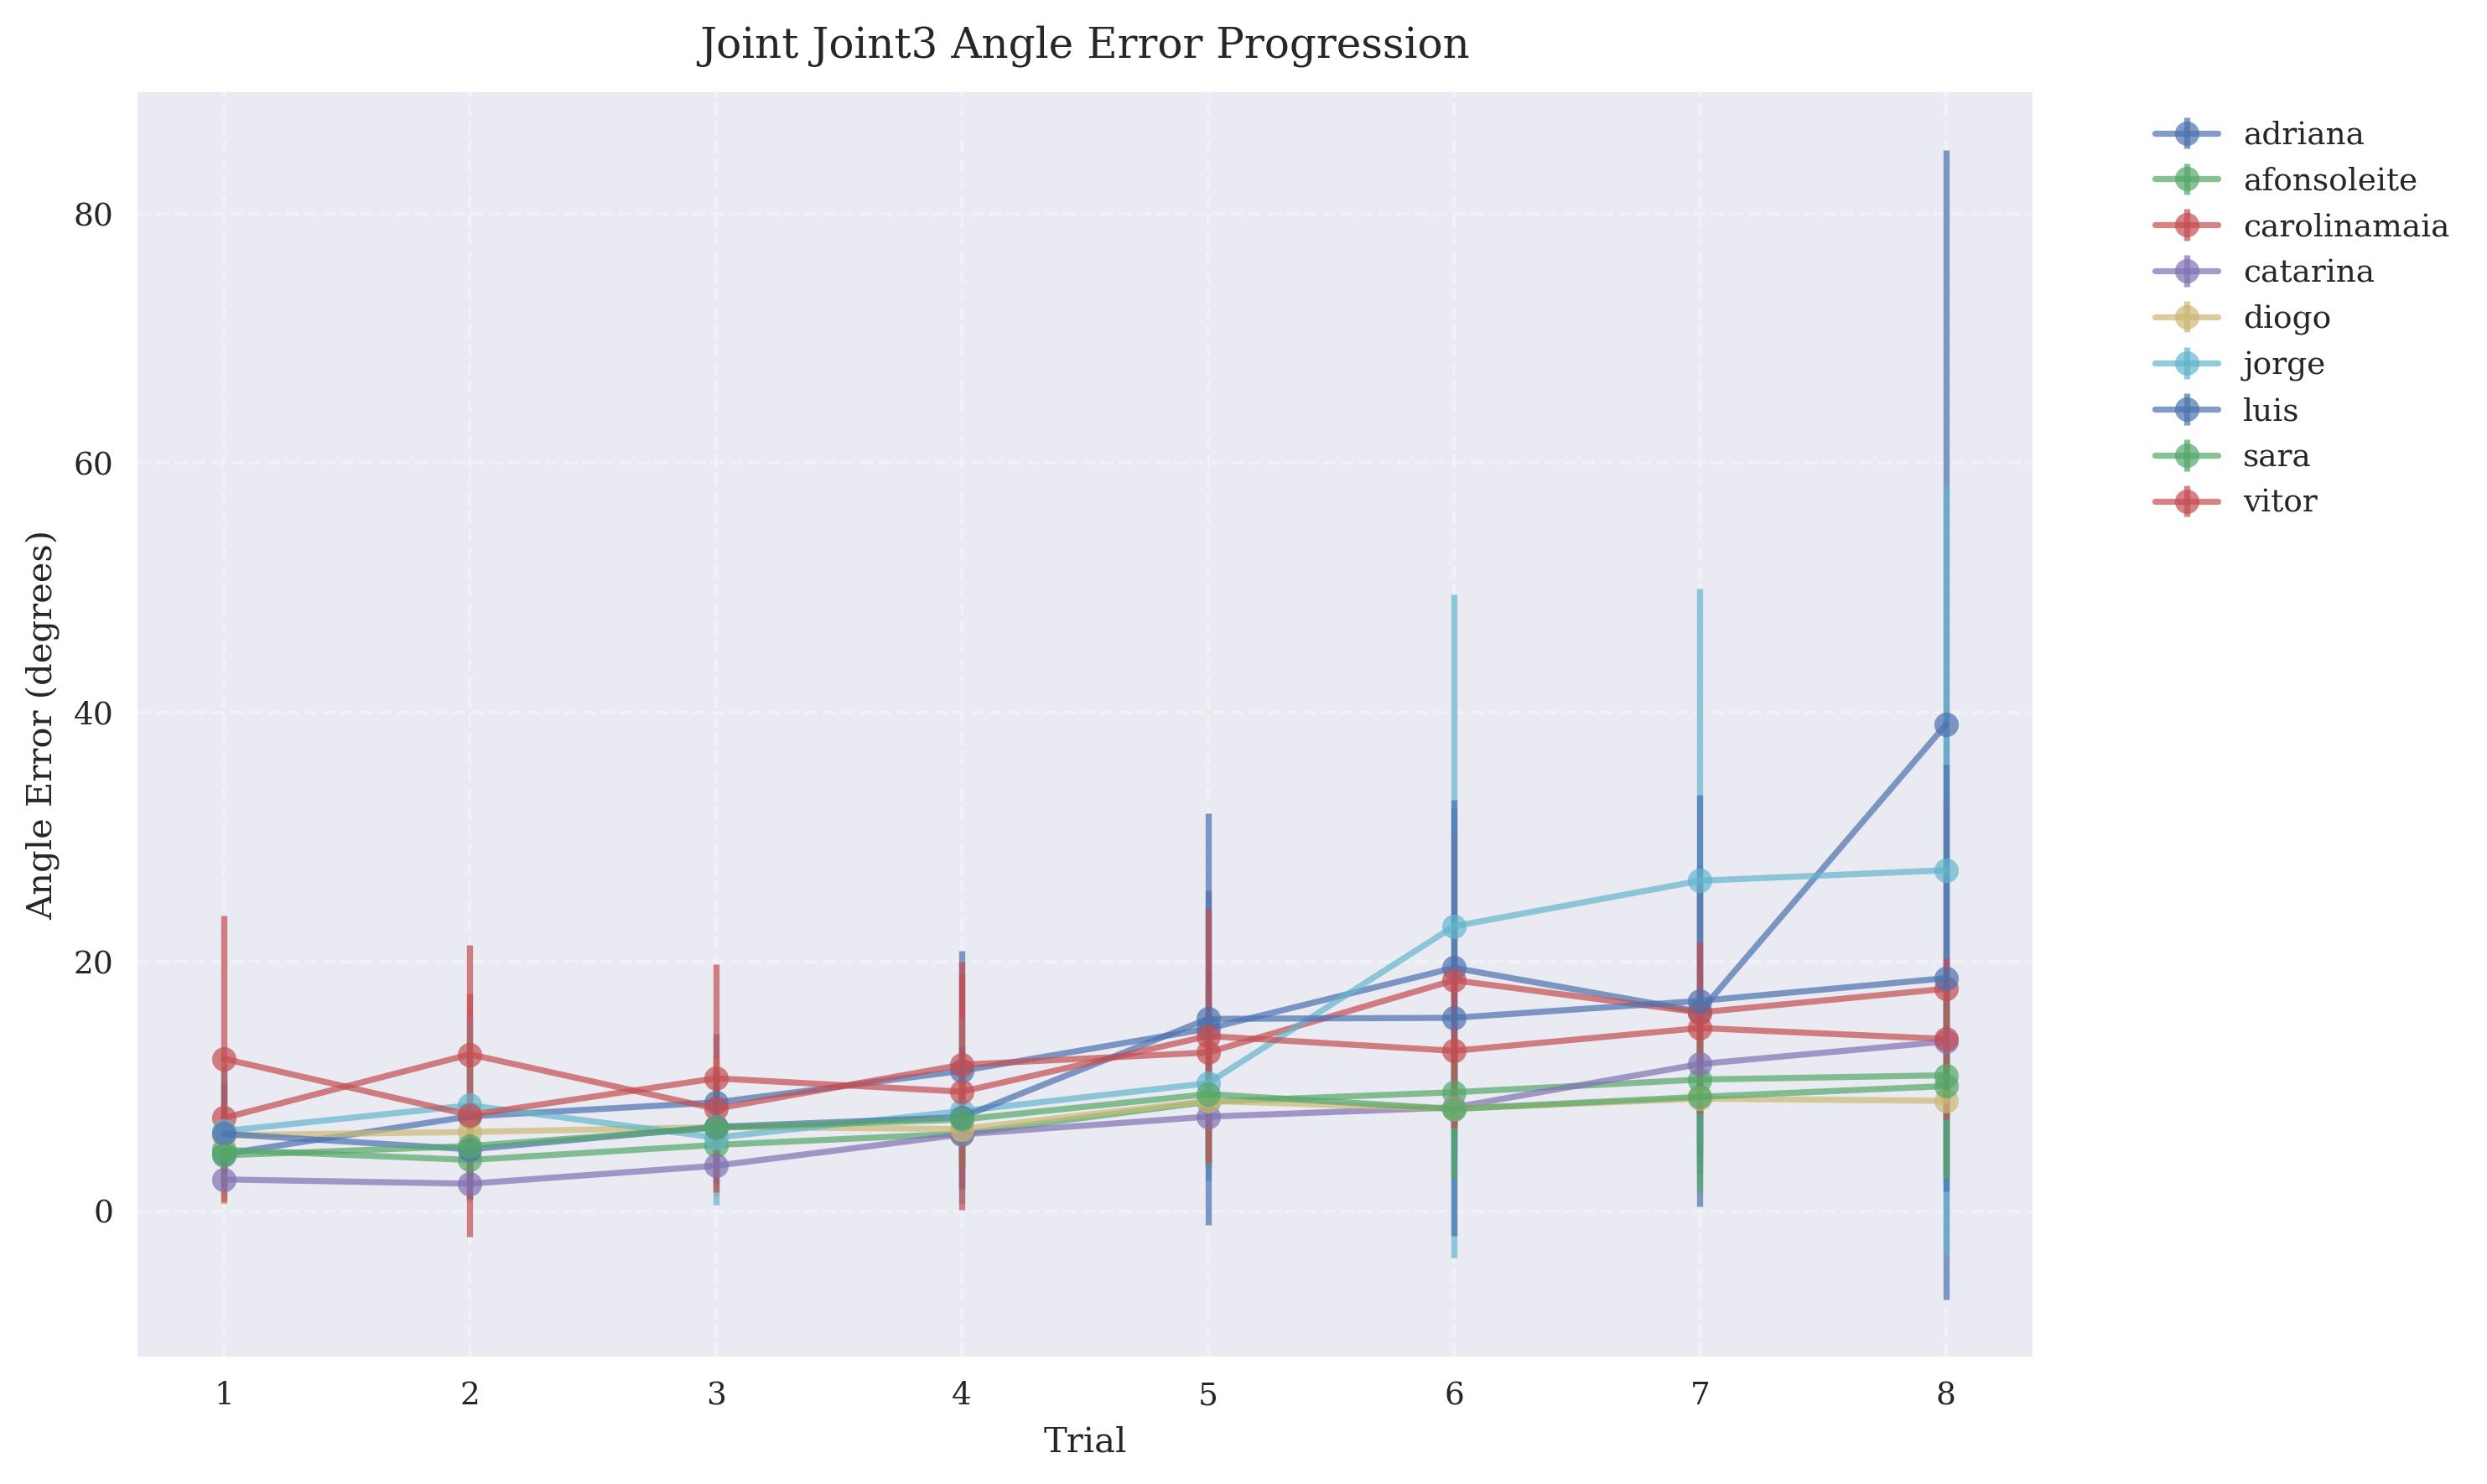 Joint Joint3 Angle Error Progression
Angle Error (degrees)
80
60
40
20
0
1 2 3 4 5 6 7 8
Trial
adriana
afonsoleite
carolinamaia
catarina
diogo
jorge
luis
sara
vitor